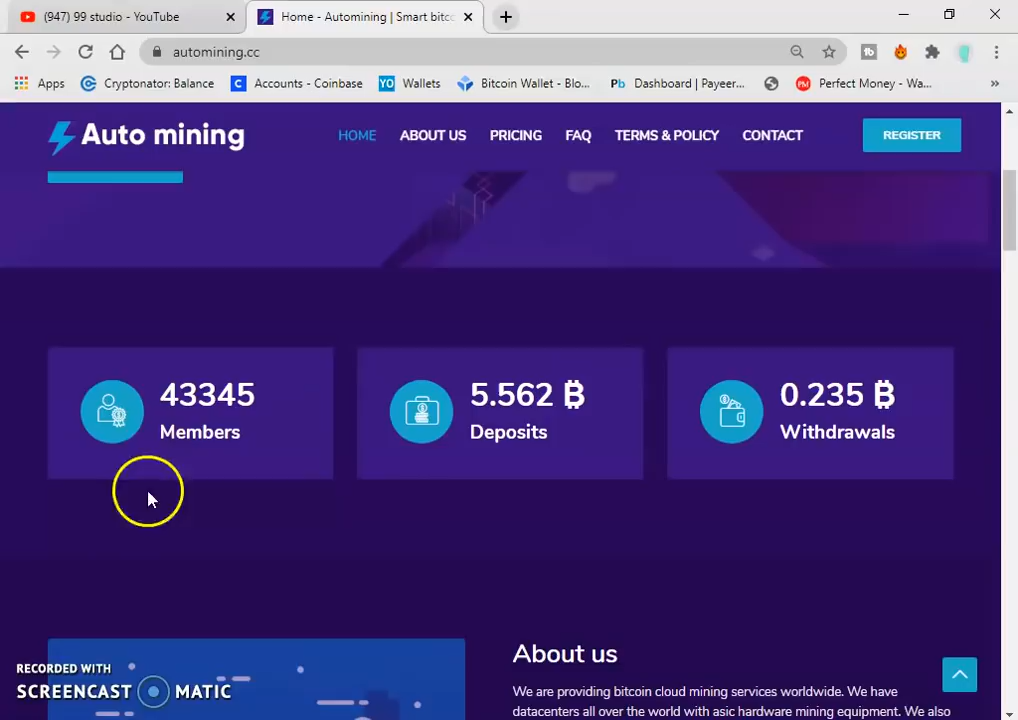 (947) 99 studio - YouTube
Home - Automining | Smart bitc
automining.cc
Apps
Cryptonator: Balance
Accounts - Coinbase
Wallets
Bitcoin Wallet - Blo...
Dashboard | Payeer...
Perfect Money - Wa...
»
Auto mining
HOME
ABOUT US
PRICING
FAQ
TERMS & POLICY
CONTACT
REGISTER
43345
Members
5.562 ₿
Deposits
0.235 ₿
Withdrawals
About us
We are providing bitcoin cloud mining services worldwide. We have
datacenters all over the world with asic hardware mining equipment. We also
RECORDED WITH
SCREENCAST MATIC